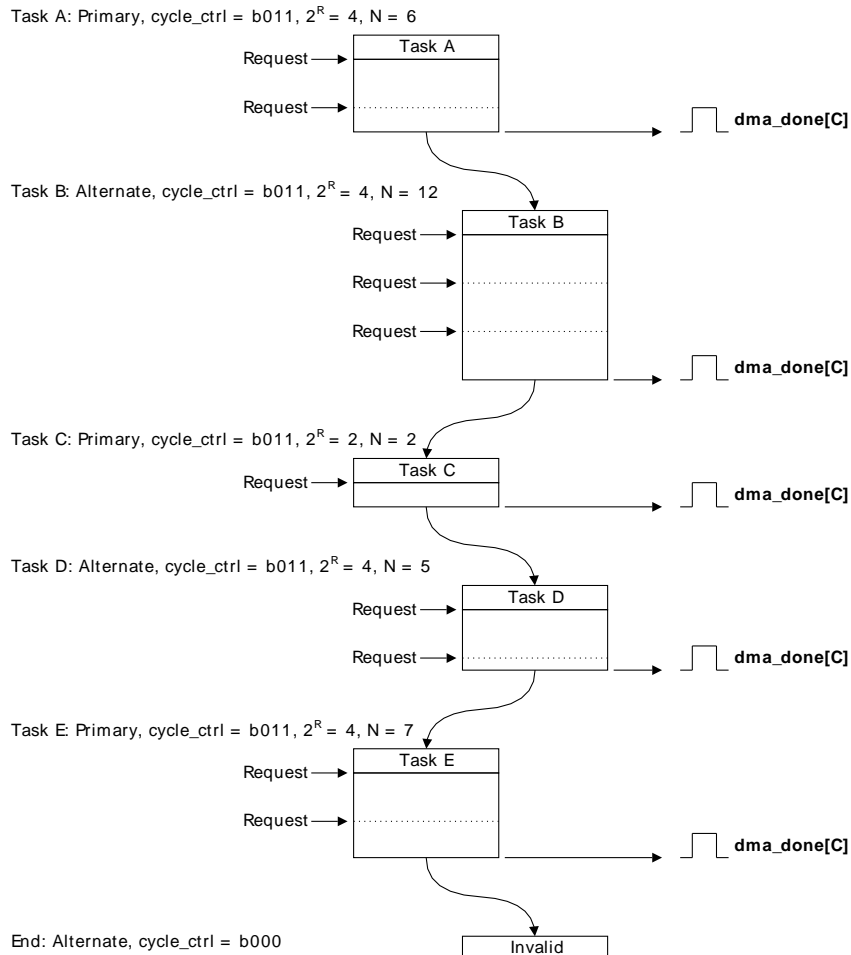 Task A: Primary, cycle_ctrl = b011, 2^R = 4, N = 6
Task A
Request
Request
dma_done[C]
Task B: Alternate, cycle_ctrl = b011, 2^R = 4, N = 12
Task B
Request
Request
Request
dma_done[C]
Task C: Primary, cycle_ctrl = b011, 2^R = 2, N = 2
Task C
Request
dma_done[C]
Task D: Alternate, cycle_ctrl = b011, 2^R = 4, N = 5
Task D
Request
Request
dma_done[C]
Task E: Primary, cycle_ctrl = b011, 2^R = 4, N = 7
Task E
Request
Request
dma_done[C]
End: Alternate, cycle_ctrl = b000
Invalid